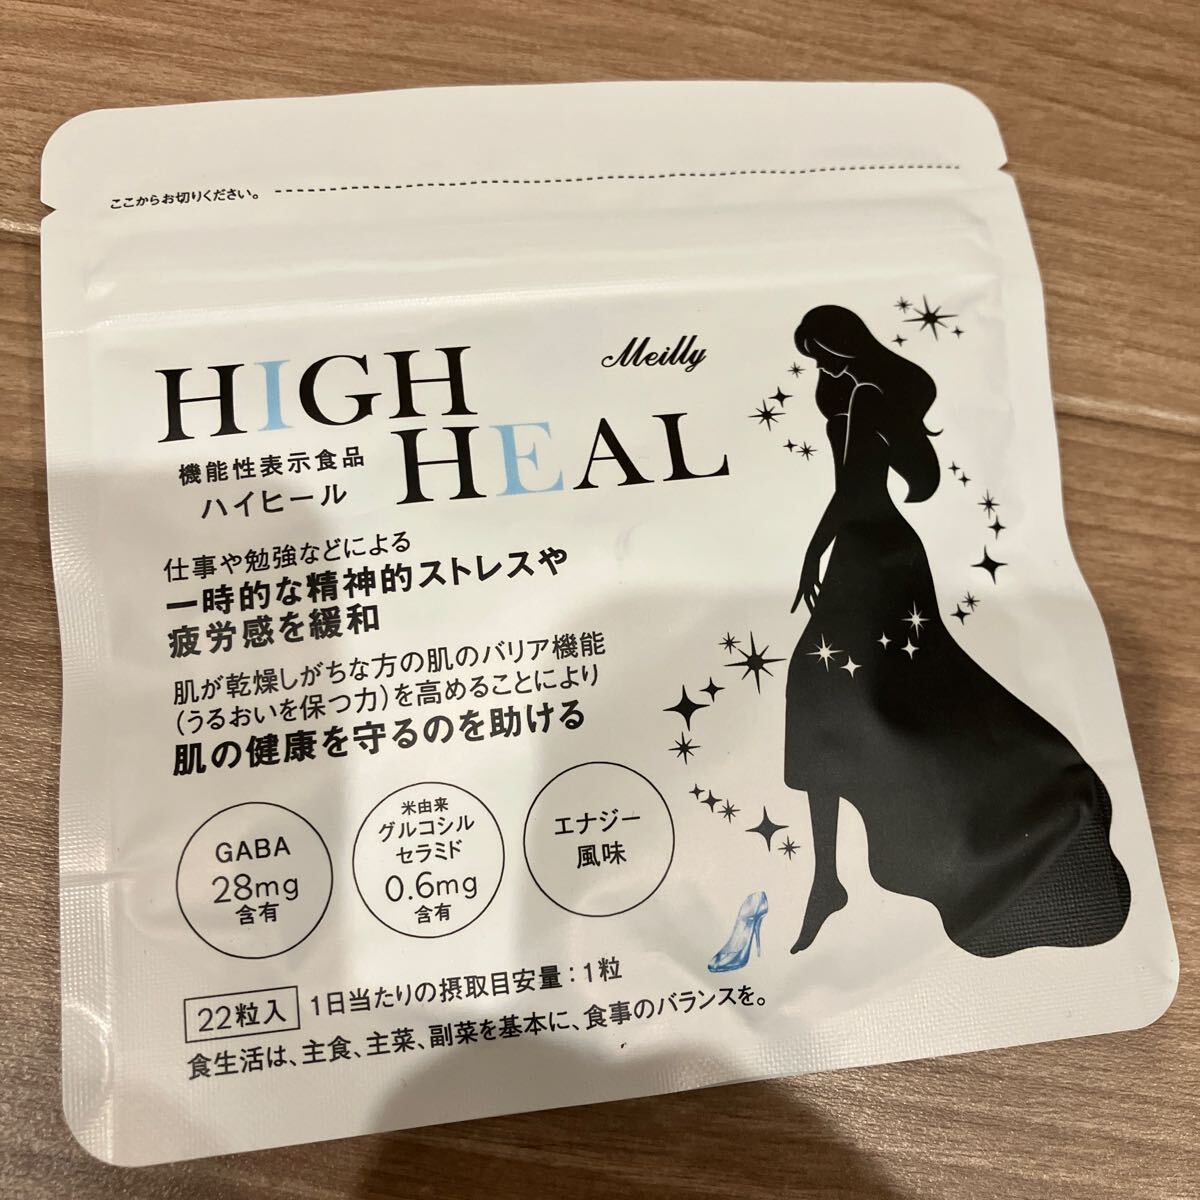 ここからお切りください。
Meilly
HIGH
HEAL
機能性表示食品
ハイヒール
仕事や勉強などによる
一時的な精神的ストレスや
疲労感を緩和
肌が乾燥しがちな方の肌のバリア機能
(うるおいを保つ力)を高めることにより
肌の健康を守るのを助ける
GABA
28mg
含有
米由来
グルコシル
セラミド
0.6mg
含有
エナジー
風味
22粒入 1日当たりの摂取目安量:1粒
食生活は、主食、主菜、副菜を基本に、食事のバランスを。